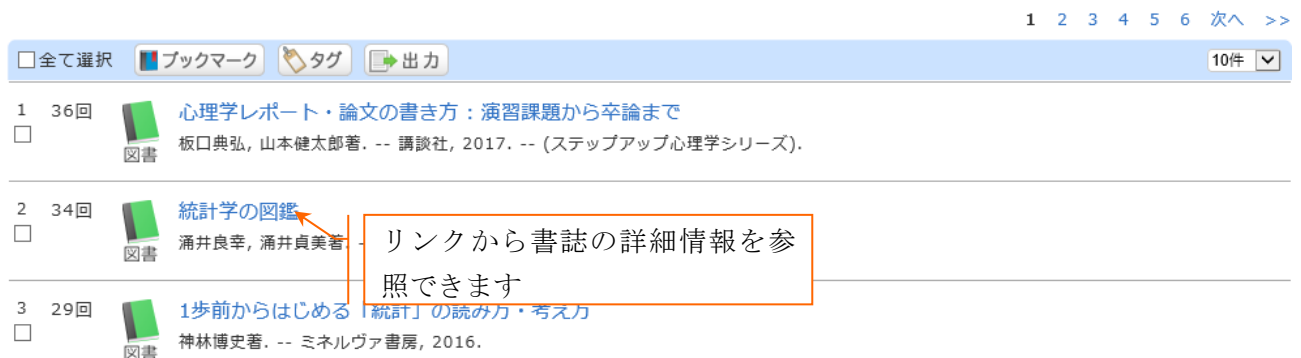 1 2 3 4 5 6 次へ >>
全て選択 ブックマーク タグ 出力 10件
1 36回 心理学レポート・論文の書き方：演習課題から卒論まで
図書 板口典弘, 山本健太郎著. -- 講談社, 2017. -- (ステップアップ心理学シリーズ).
2 34回 統計学の図鑑
図書 涌井良幸, 涌井貞美著. -
リンクから書誌の詳細情報を参
照できます
3 29回 1歩前からはじめる「統計」の読み方・考え方
図書 神林博史著. -- ミネルヴァ書房, 2016.